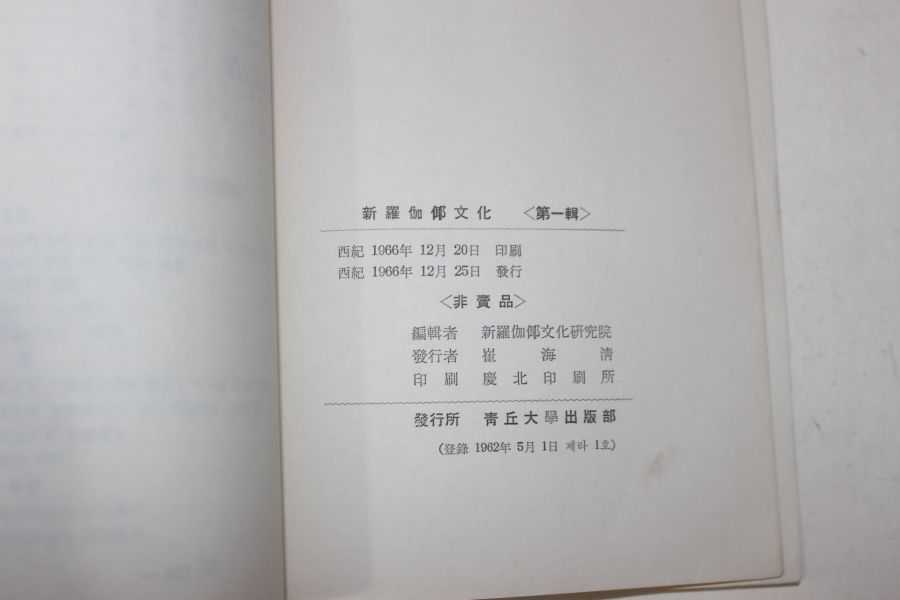 新羅伽倻文化 〈第一輯〉
西紀 1966年 12月 20日 印刷
西紀 1966年 12月 25日 發行
〈非賣品〉
編輯者 新羅伽倻文化硏究院
發行者 崔海淸
印刷 慶北印刷所
發行所 靑丘大學出版部
(登錄 1962年 5月 1日 제라 1호)